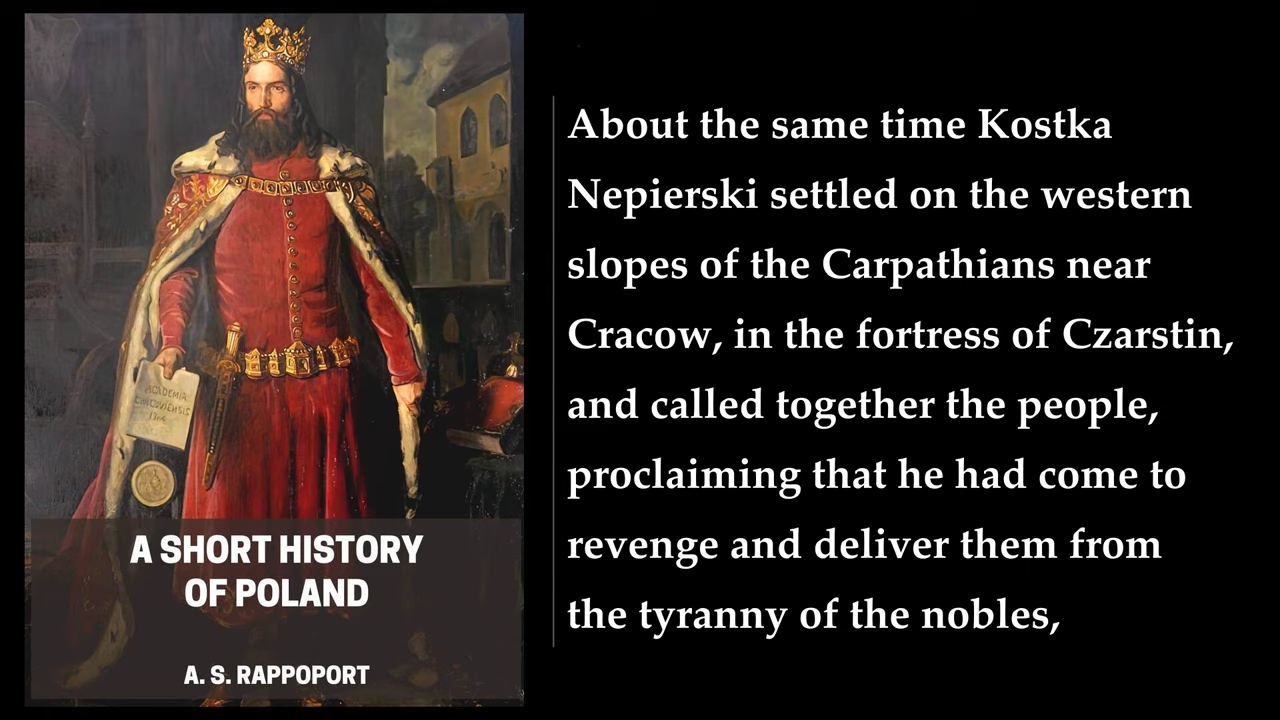 ACADEMIA
A SHORT HISTORY
OF POLAND
A. S. RAPPOPORT
About the same time Kostka
Nepierski settled on the western
slopes of the Carpathians near
Cracow, in the fortress of Czarstin,
and called together the people,
proclaiming that he had come to
revenge and deliver them from
the tyranny of the nobles,